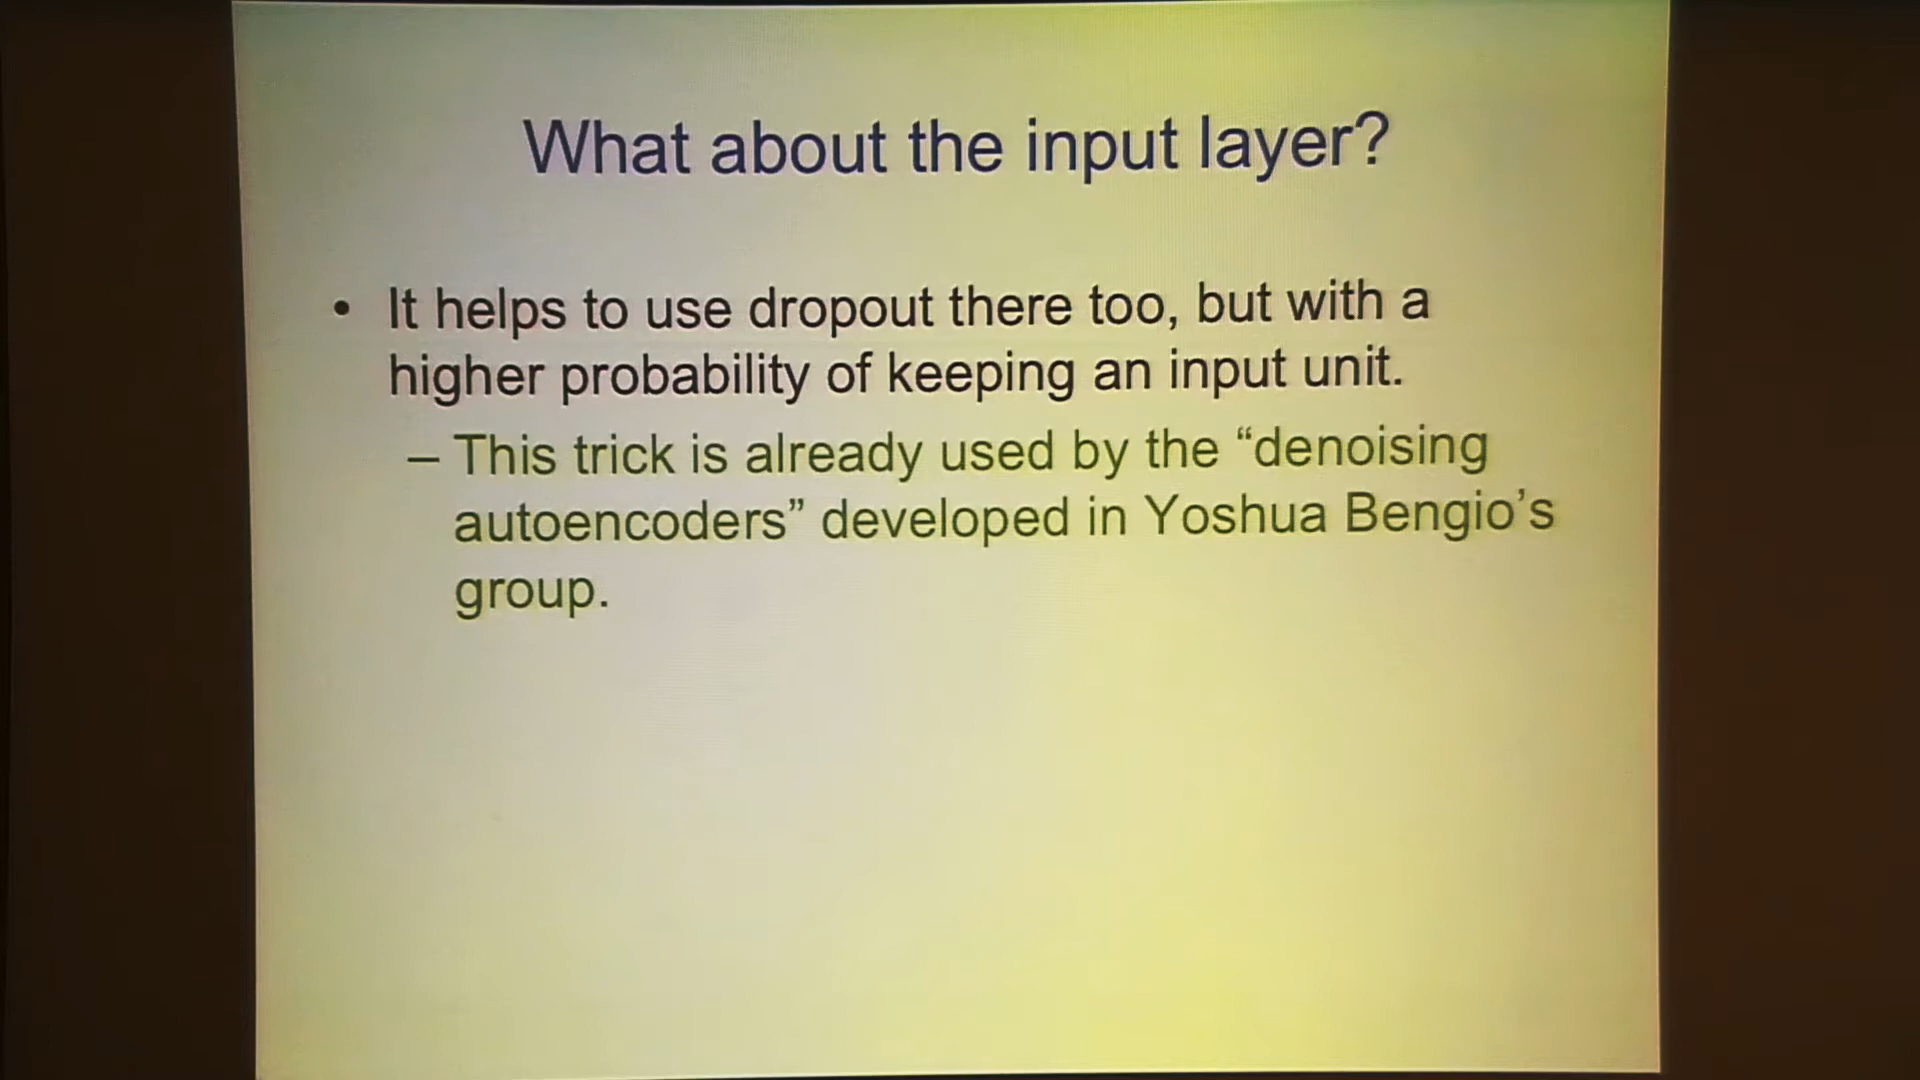 What about the input layer?
• It helps to use dropout there too, but with a
higher probability of keeping an input unit.
– This trick is already used by the “denoising
autoencoders” developed in Yoshua Bengio’s
group.